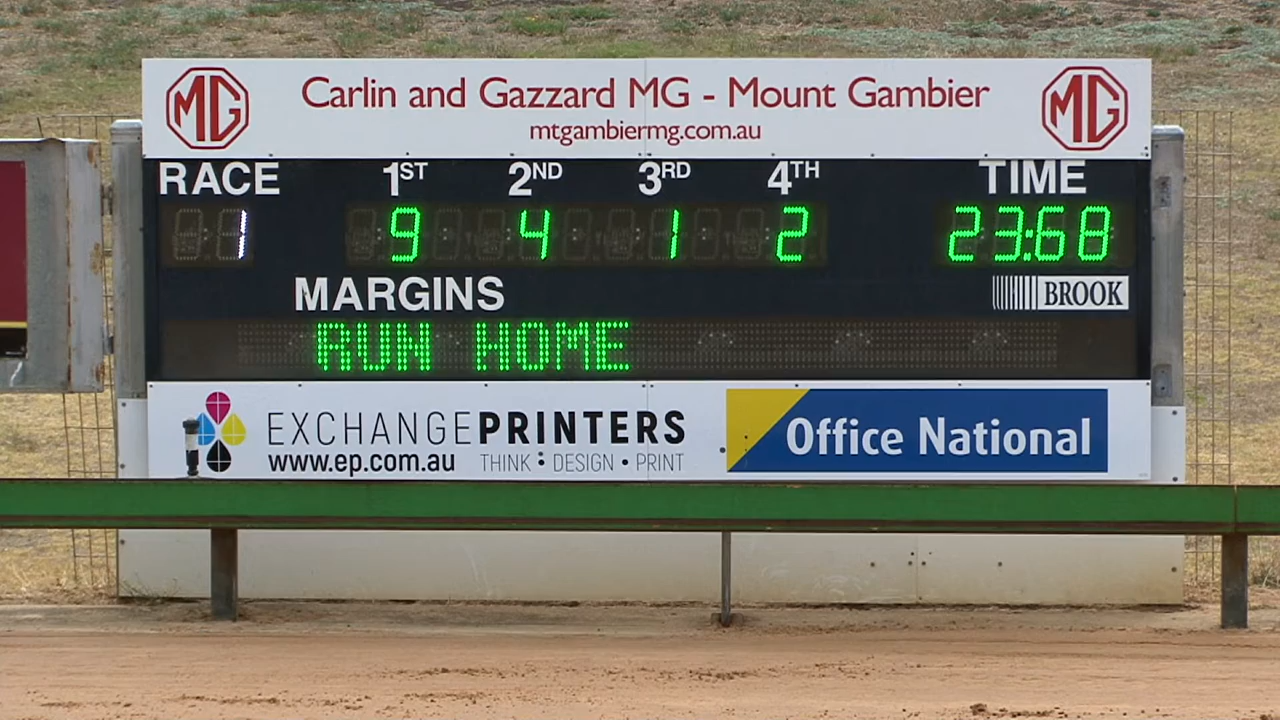 MG Carlin and Gazzard MG - Mount Gambier MG
mtgambiermg.com.au
RACE 1ST 2ND 3RD 4TH TIME
1 9 4 1 2 23:68
MARGINS BROOK
RUN HOME
EXCHANGEPRINTERS Office National
www.ep.com.au THINK • DESIGN • PRINT